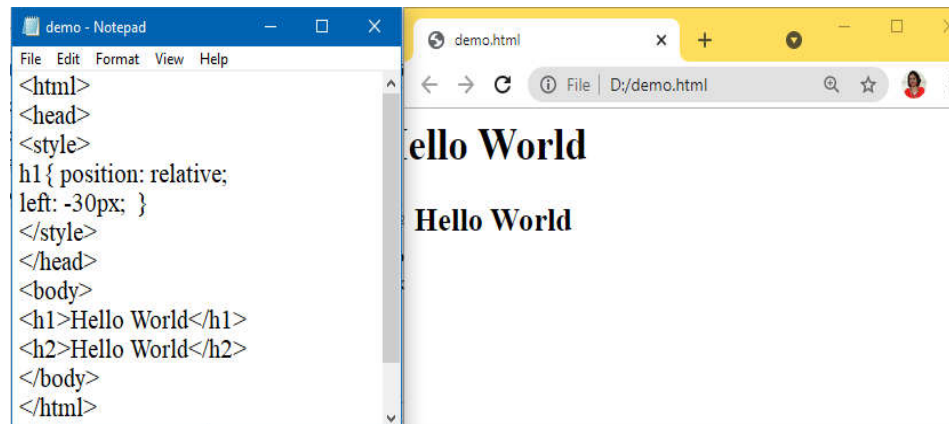 demo - Notepad
File Edit Format View Help
<html>
<head>
<style>
h1{ position: relative;
left: -30px; }
</style>
</head>
<body>
<h1>Hello World</h1>
<h2>Hello World</h2>
</body>
</html>
demo.html
File D:/demo.html
ello World
Hello World